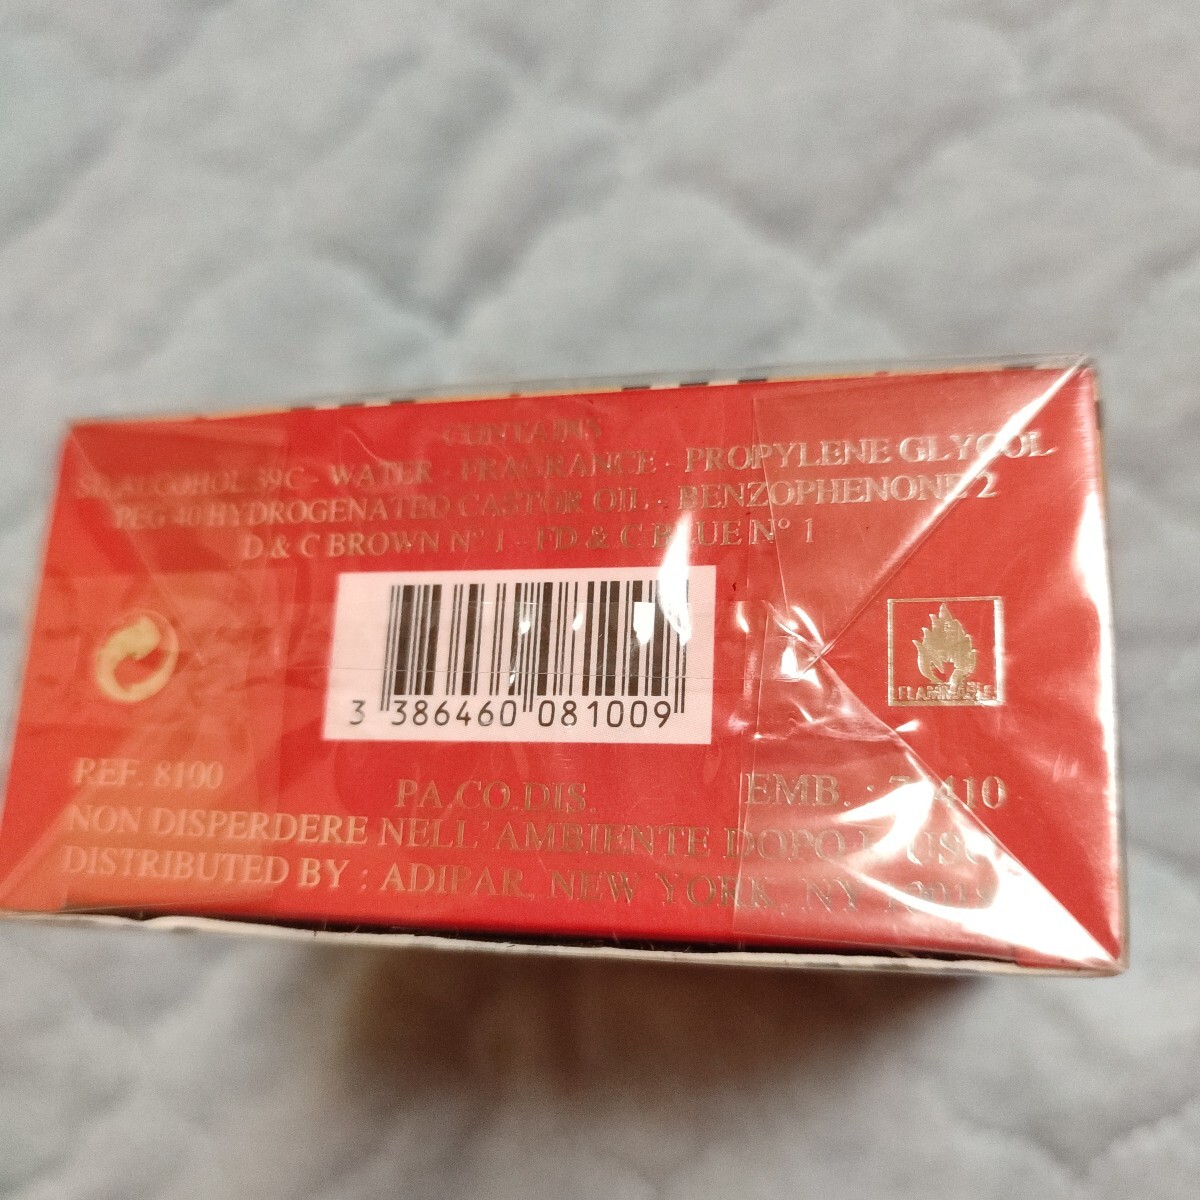 CONTAINS
SD ALCOHOL 39C - WATER - FRAGRANCE - PROPYLENE GLYCOL
PEG 40 HYDROGENATED CASTOR OIL - BENZOPHENONE 2
D & C BROWN N° 1 - FD & C BLUE N° 1
3 386460 081009
FLAMMABLE
REF. 8100
PA.CO.DIS.
EMB. :
NON DISPERDERE NELL'AMBIENTE DOPO L'USO
DISTRIBUTED BY : ADIPAR, NEW YORK, NY